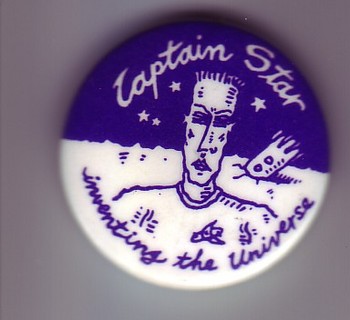 Captain Star
inventing the Universe